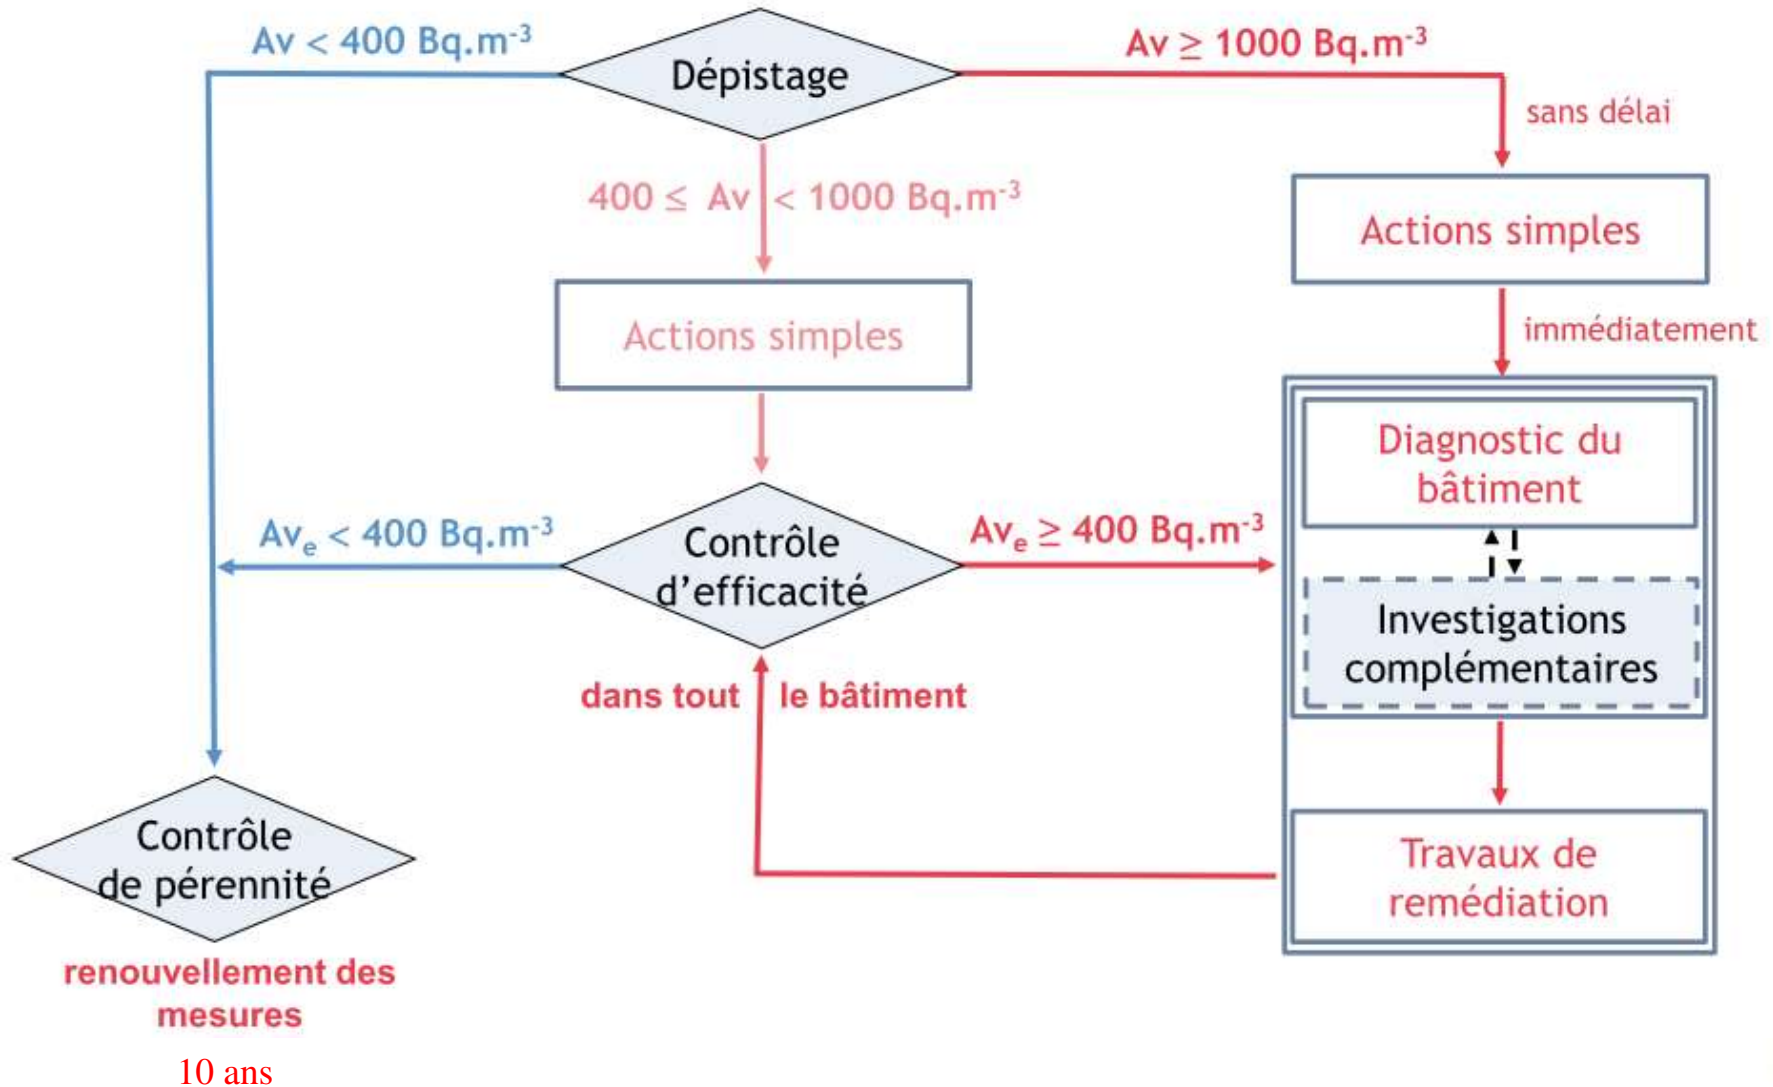 Av < 400 Bq.m-3
Dépistage
Av ≥ 1000 Bq.m-3
sans délai
400 ≤ Av < 1000 Bq.m-3
Actions simples
Actions simples
immédiatement
Diagnostic du
bâtiment
Ave < 400 Bq.m-3
Contrôle
d’efficacité
Ave ≥ 400 Bq.m-3
Investigations
complémentaires
dans tout le bâtiment
Contrôle
de pérennité
Travaux de
remédiation
renouvellement des
mesures
10 ans